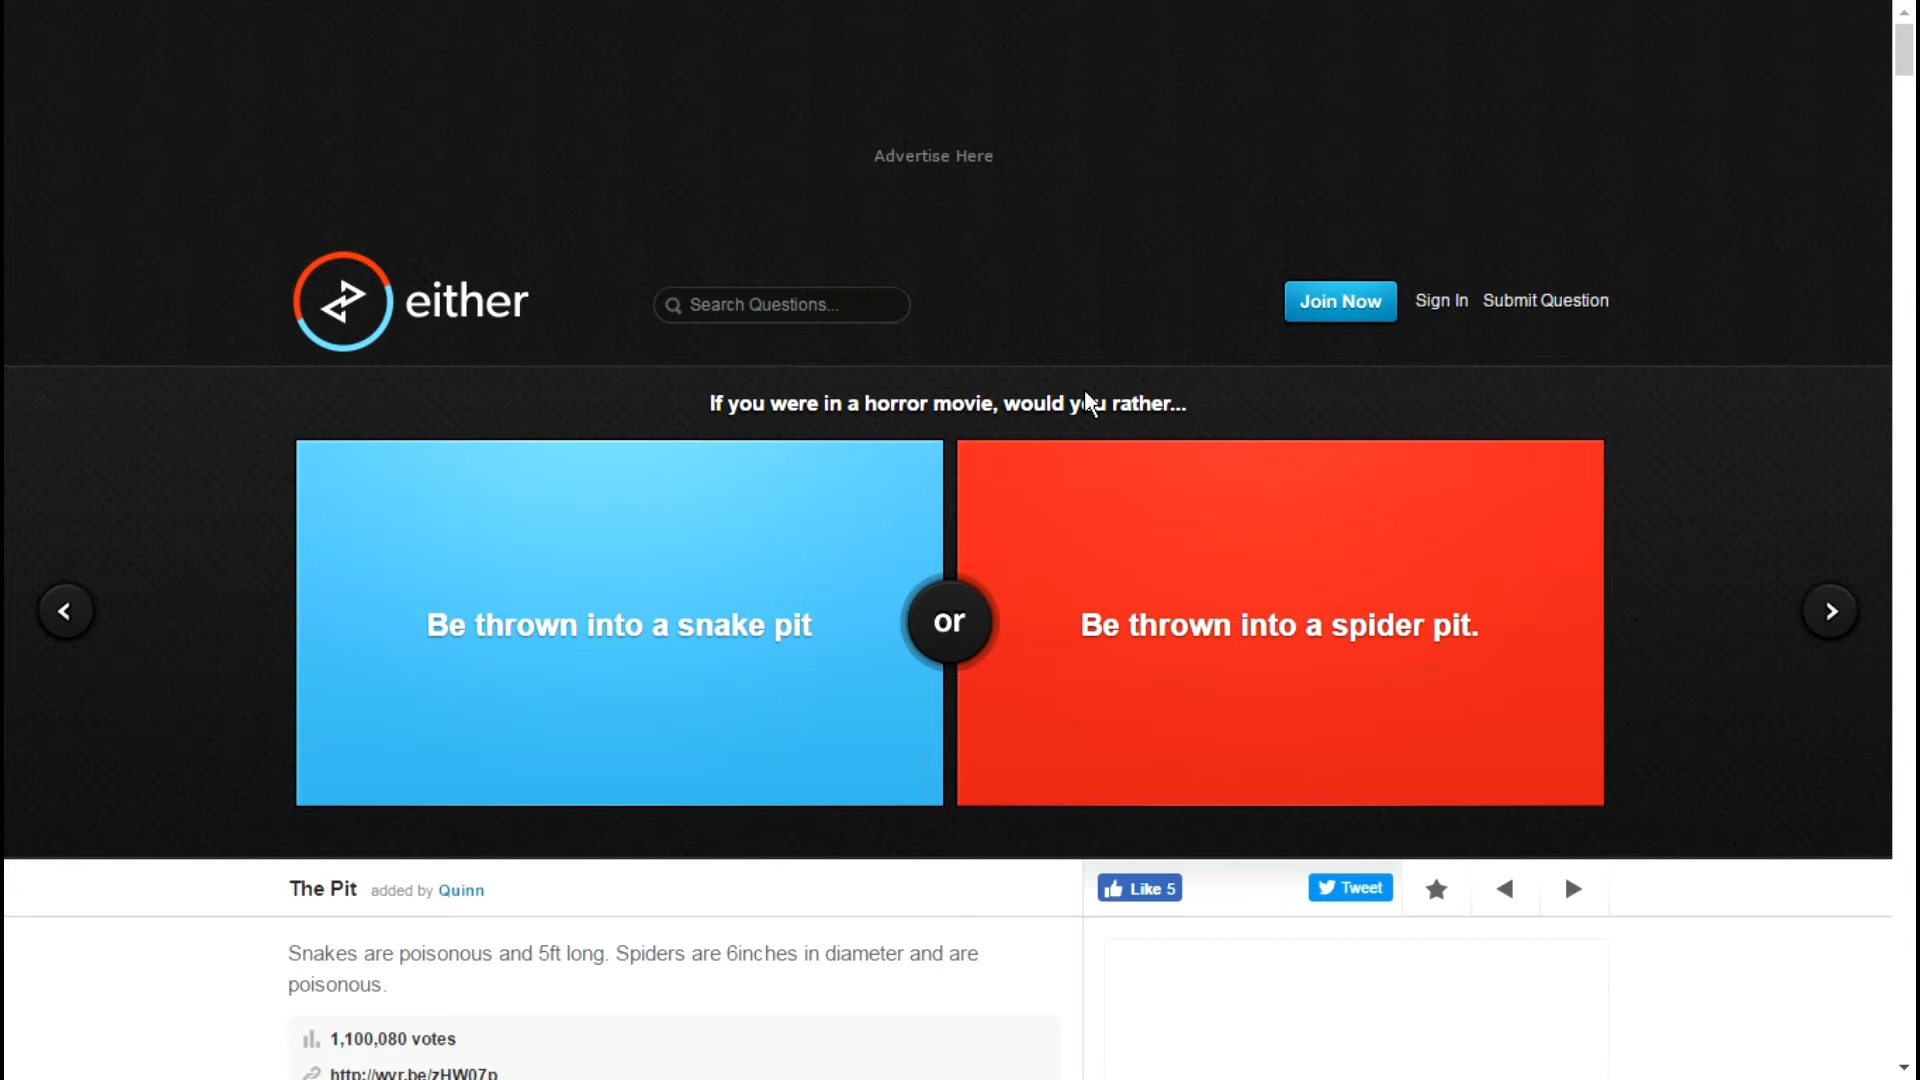 Advertise Here
either
Search Questions...
Join Now Sign In Submit Question
If you were in a horror movie, would you rather...
Be thrown into a snake pit
or
Be thrown into a spider pit.
The Pit added by Quinn
Like 5
Tweet
Snakes are poisonous and 5ft long. Spiders are 6inches in diameter and are
poisonous.
1,100,080 votes
http://wyr.be/zHW07p